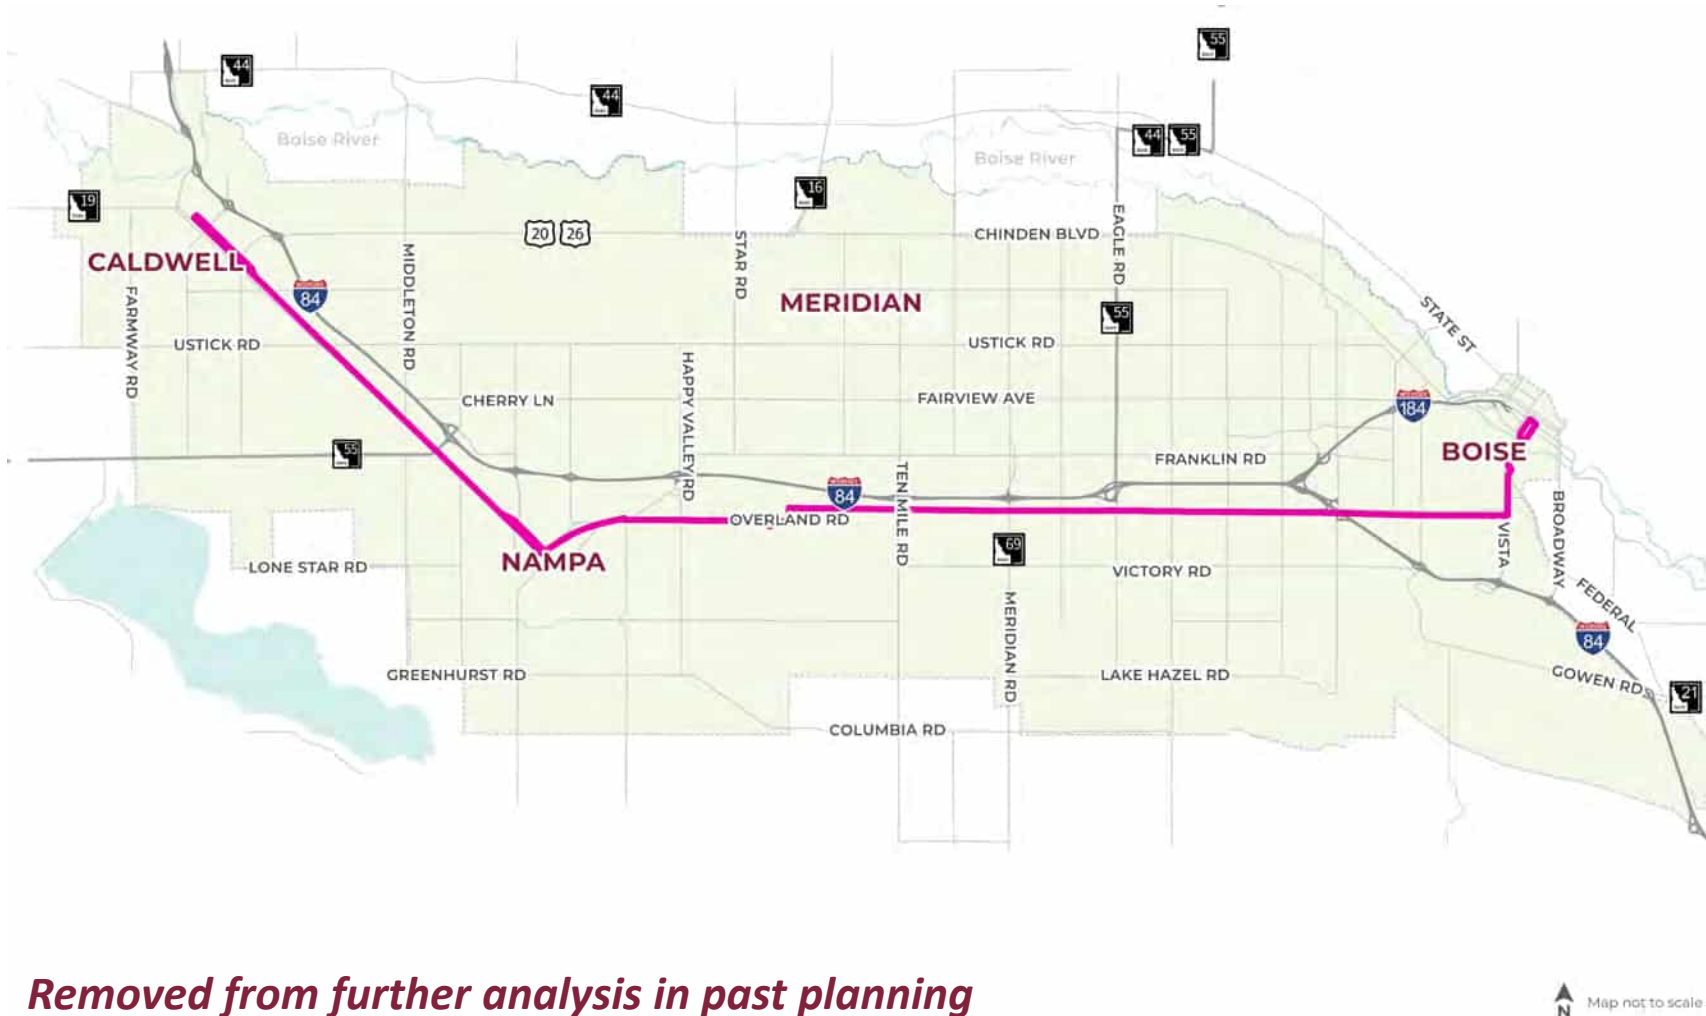 55
44
44
Boise River
44
55
Boise River
16
19
20
26
CHINDEN BLVD
EAGLE RD
STAR RD
MIDDLETON RD
CALDWELL
84
MERIDIAN
FARMWAY RD
55
STATE ST
USTICK RD
USTICK RD
HAPPY VALLEY RD
CHERRY LN
FAIRVIEW AVE
184
55
FRANKLIN RD
BOISE
TEN MILE RD
84
OVERLAND RD
BROADWAY
VISTA
NAMPA
69
LONE STAR RD
VICTORY RD
FEDERAL
MERIDIAN RD
84
GREENHURST RD
LAKE HAZEL RD
GOWEN RD
21
COLUMBIA RD
Removed from further analysis in past planning
N
Map not to scale